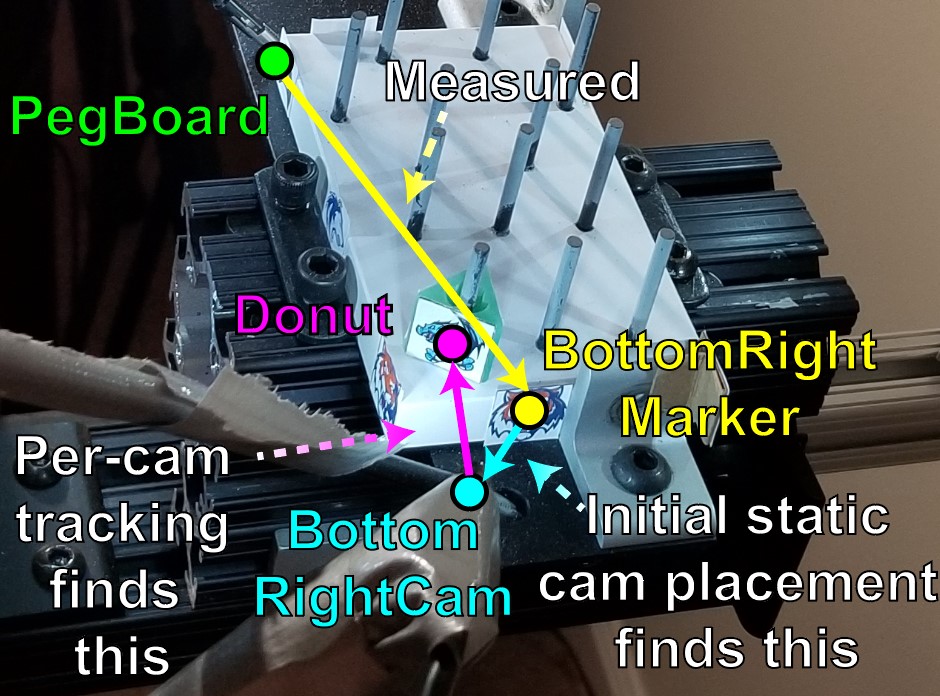 Measured
PegBoard
Donut
BottomRight
Marker
Per-cam
tracking
finds
this
Bottom
RightCam
Initial static
cam placement
finds this